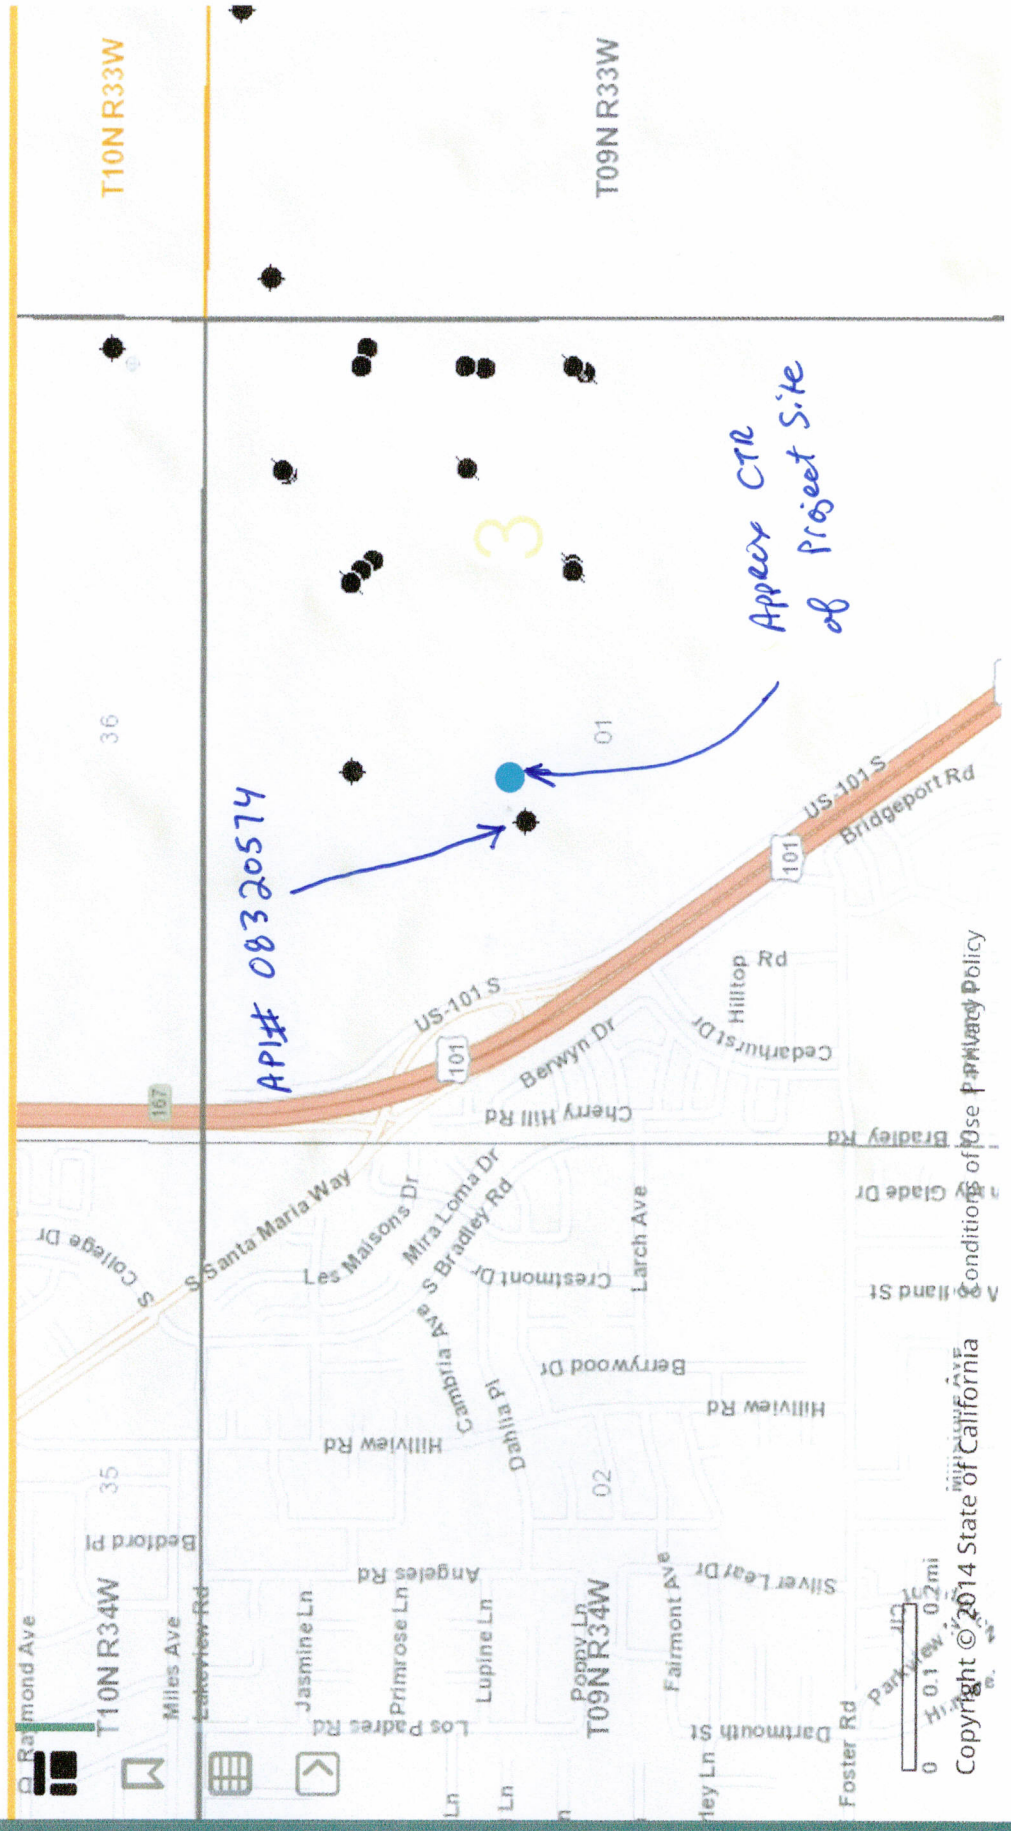 T10N R33W
T09N R33W
36
01
3
API# 08320574
Approx CTR
of Project Site
US-101 S
Bridgeport Rd
101
US-101 S
101
167
Berwyn Dr
Cherry Hill Rd
Hilltop Rd
Cedarhurst Dr
S Bradley Rd
S College Dr
S Santa Maria Way
Les Maisons Dr
Mira Loma Dr
S Bradley Rd
Crestmont Dr
Larch Ave
Glade Dr
Cambria Ave
Dahlia Pl
Berrywood Dr
Hillview Rd
Hillview Rd
35
02
Bedford Pl
Angeles Rd
Silver Leaf Dr
Fairmont Ave
T10N R34W
T09N R34W
Miles Ave
Lakeview Rd
Jasmine Ln
Primrose Ln
Lupine Ln
Poppy Ln
Los Padres Rd
Dartmouth St
Foster Rd
Ln
Ln
0 0.1 0.2mi
Copyright © 2014 State of California Conditions of Use | Privacy Policy